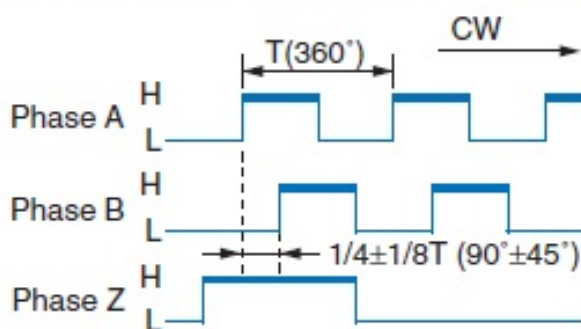 CW
T(360°)
H
Phase A
L
H
Phase B
L
1/4±1/8T (90°±45°)
H
Phase Z
L